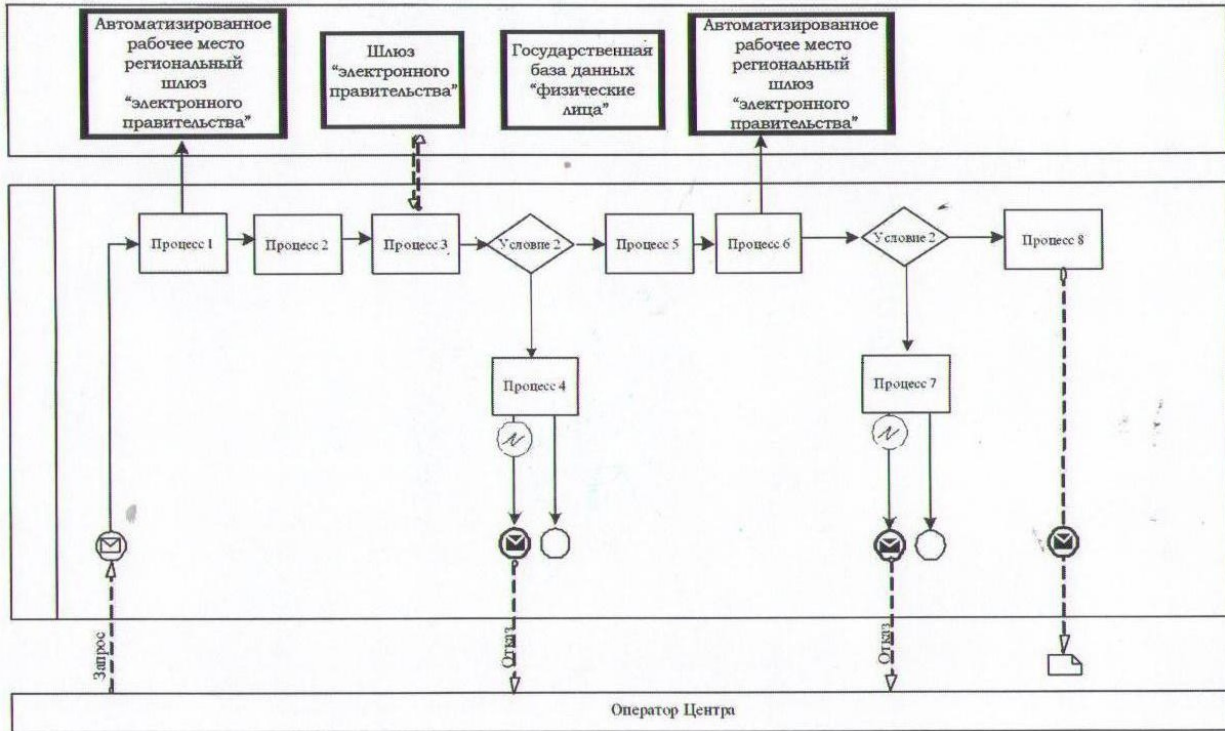 Автоматизированное
рабочее место
региональный
шлюз
“электронного
правительства”
Шлюз
“электронного
правительства”
Государственная
база данных
“физические
лица”
Автоматизированное
рабочее место
региональный
шлюз
“электронного
правительства”
Процесс 1
Процесс 2
Процесс 3
Условие 2
Процесс 5
Процесс 6
Условие 2
Процесс 8
Процесс 4
Процесс 7
Запрос
Отказ
Отказ
Оператор Центра